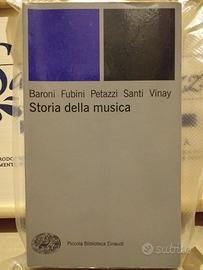 Baroni Fubini Petazzi Santi Vinay
Storia della musica
Piccola Biblioteca Einaudi
subito